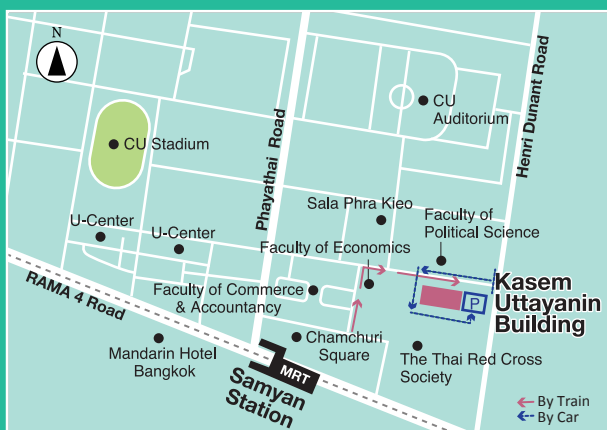 N
CU Stadium
Phayathai Road
CU
Auditorium
Henri Dunant Road
U-Center
U-Center
Sala Phra Kieo
Faculty of
Political Science
Faculty of Economics
RAMA 4 Road
Faculty of Commerce
& Accountancy
P
Kasem
Uttayanin
Building
Mandarin Hotel
Bangkok
Chamchuri
Square
The Thai Red Cross
Society
MRT
Samyan
Station
By Train
By Car